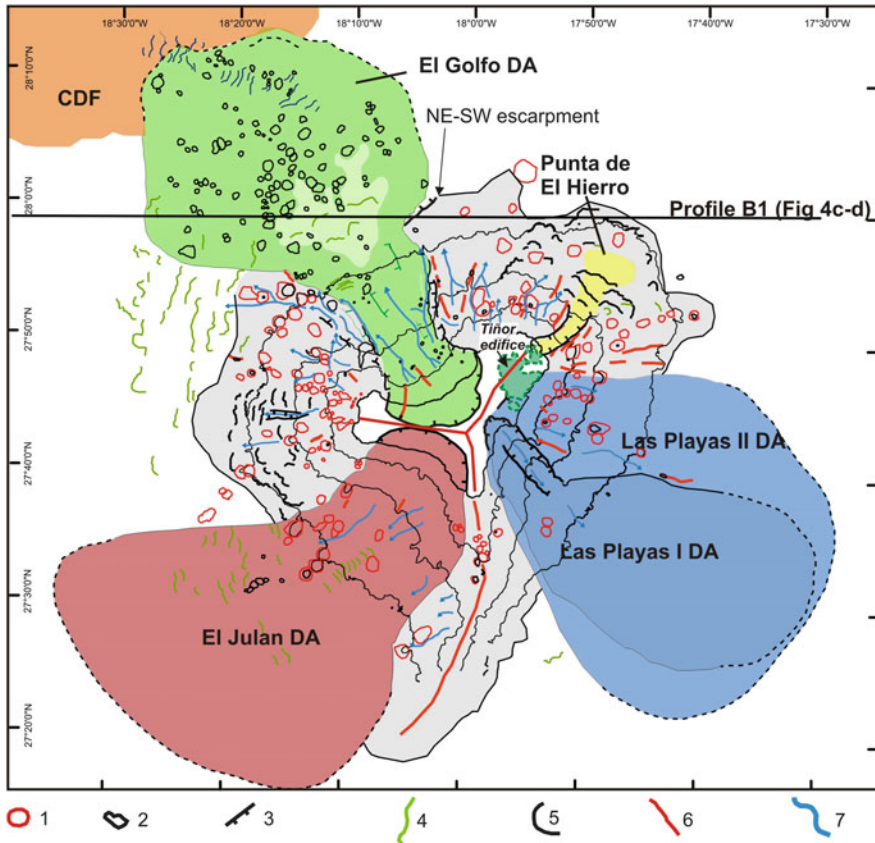 18°30'0"W 18°20'0"W 18°10'0"W 18°0'0"W 17°50'0"W 17°40'0"W 17°30'0"W
28°10'0"N
El Golfo DA
CDF
NE-SW escarpment
Punta de
El Hierro
28°0'0"N
Profile B1 (Fig 4c-d)
27°50'0"N
Tiñor
edifice
Las Playas II DA
27°40'0"N
Las Playas I DA
27°30'0"N
El Julan DA
27°20'0"N
1 2 3 4 5 6 7